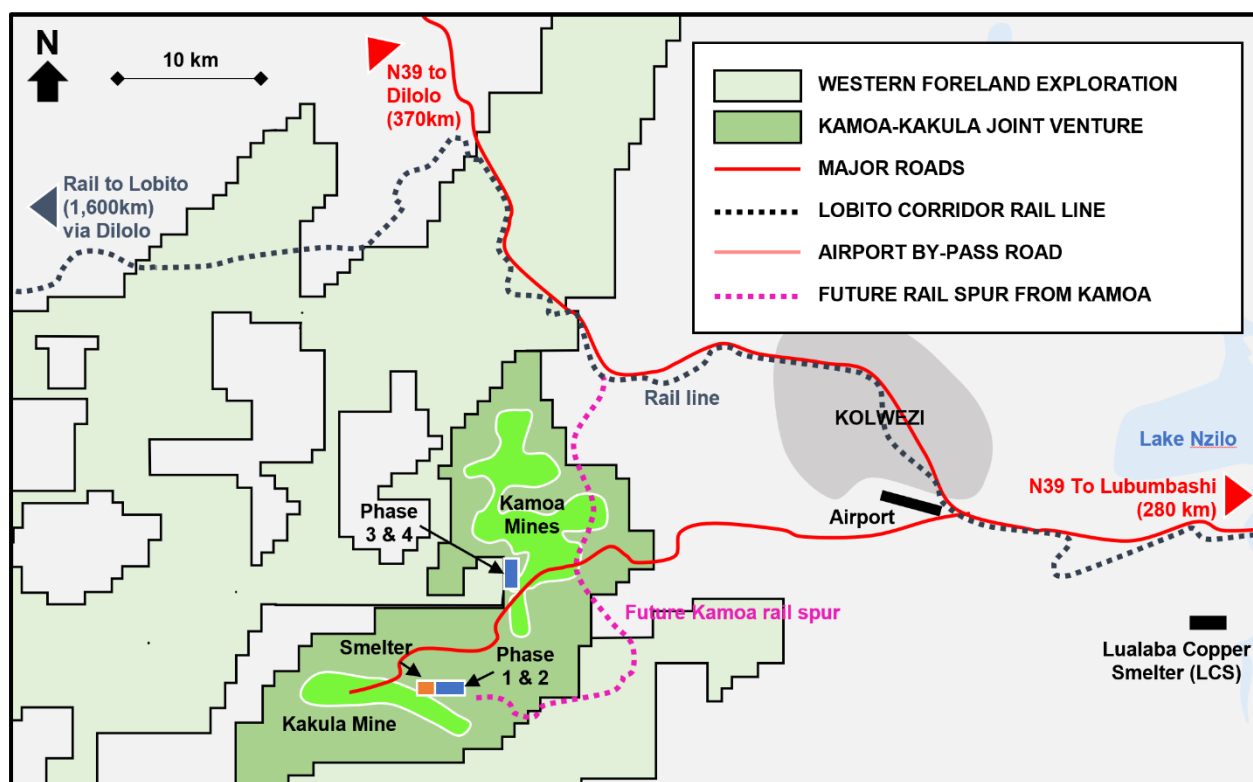 N
10 km
N39 to
Dilolo
(370km)
Rail to Lobito
(1,600km)
via Dilolo
WESTERN FORELAND EXPLORATION
KAMOA-KAKULA JOINT VENTURE
MAJOR ROADS
LOBITO CORRIDOR RAIL LINE
AIRPORT BY-PASS ROAD
FUTURE RAIL SPUR FROM KAMOA
Rail line
KOLWEZI
Lake Nzilo
N39 To Lubumbashi
(280 km)
Airport
Kamoa
Mines
Phase
3 & 4
Future Kamoa rail spur
Smelter
Phase
1 & 2
Kakula Mine
Lualaba Copper
Smelter (LCS)